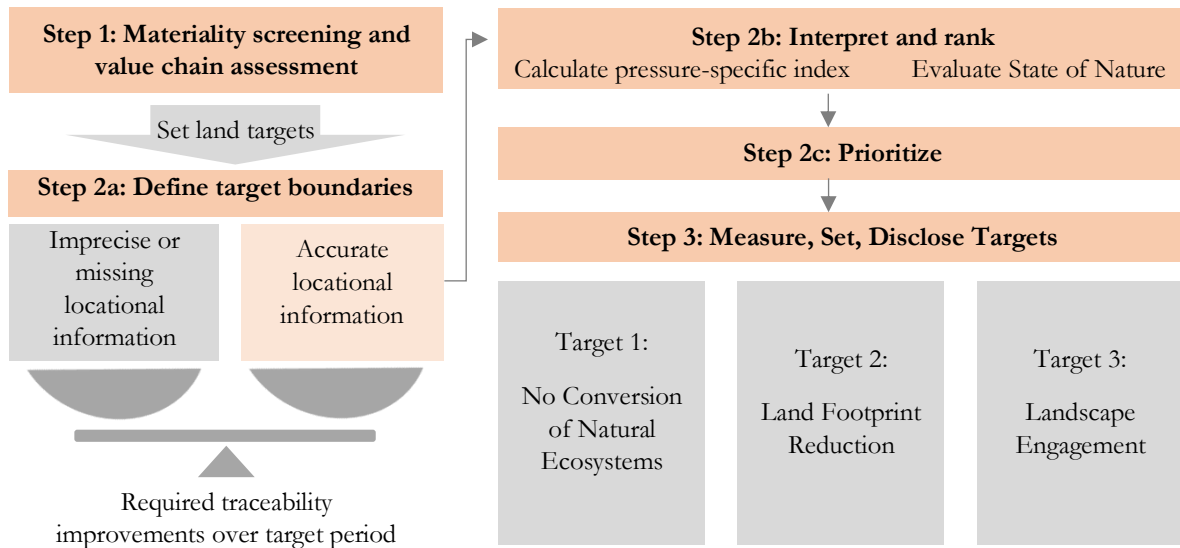 Step 1: Materiality screening and
value chain assessment
Set land targets
Step 2a: Define target boundaries
Imprecise or
missing
locational
information
Accurate
locational
information
Required traceability
improvements over target period
Step 2b: Interpret and rank
Calculate pressure-specific index
Evaluate State of Nature
Step 2c: Prioritize
Step 3: Measure, Set, Disclose Targets
Target 1:
No Conversion
of Natural
Ecosystems
Target 2:
Land Footprint
Reduction
Target 3:
Landscape
Engagement